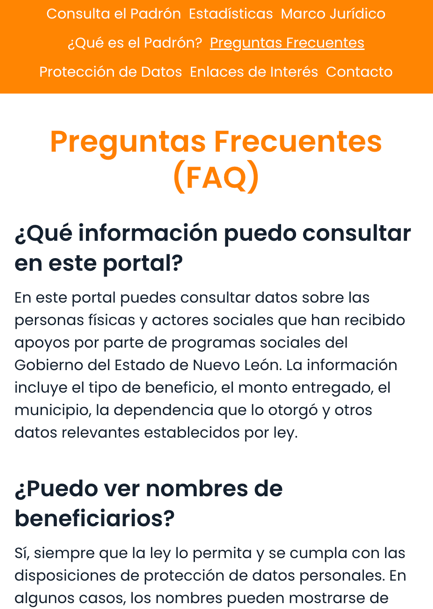 Consulta el Padrón Estadísticas Marco Jurídico
¿Qué es el Padrón? Preguntas Frecuentes
Protección de Datos Enlaces de Interés Contacto
Preguntas Frecuentes
(FAQ)
¿Qué información puedo consultar
en este portal?
En este portal puedes consultar datos sobre las
personas físicas y actores sociales que han recibido
apoyos por parte de programas sociales del
Gobierno del Estado de Nuevo León. La información
incluye el tipo de beneficio, el monto entregado, el
municipio, la dependencia que lo otorgó y otros
datos relevantes establecidos por ley.
¿Puedo ver nombres de
beneficiarios?
Sí, siempre que la ley lo permita y se cumpla con las
disposiciones de protección de datos personales. En
algunos casos, los nombres pueden mostrarse de